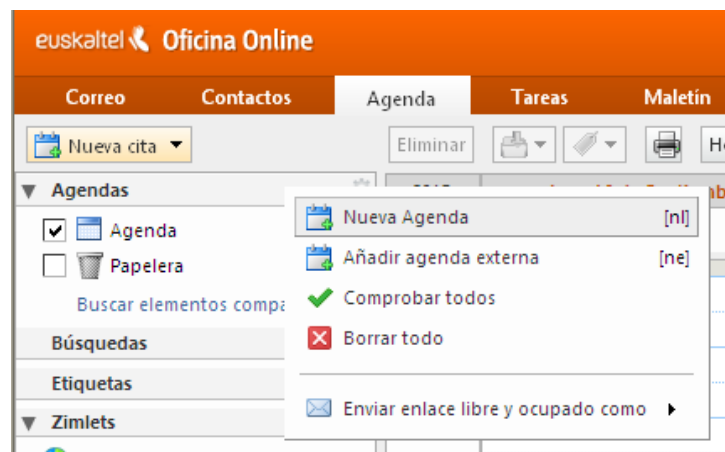 euskaltel Oficina Online
Correo Contactos Agenda Tareas Maletín
Nueva cita Eliminar
Agendas
Agenda
Papelera
Buscar elementos compa
Búsquedas
Etiquetas
Zimlets
Nueva Agenda [nl]
Añadir agenda externa [ne]
Comprobar todos
Borrar todo
Enviar enlace libre y ocupado como